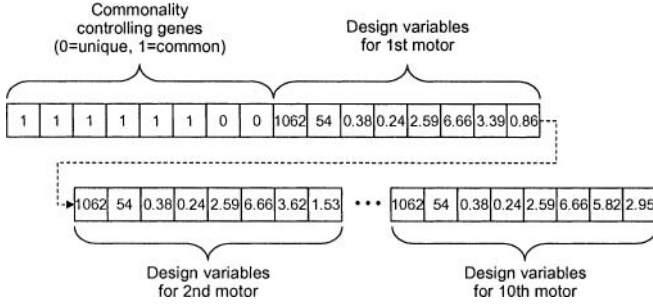 Commonality
controlling genes
(0=unique, 1=common)
Design variables
for 1st motor
1 1 1 1 1 1 0 0 1062 54 0.38 0.24 2.59 6.66 3.39 0.86
1062 54 0.38 0.24 2.59 6.66 3.62 1.53 ••• 1062 54 0.38 0.24 2.59 6.66 5.82 2.95
Design variables
for 2nd motor
Design variables
for 10th motor